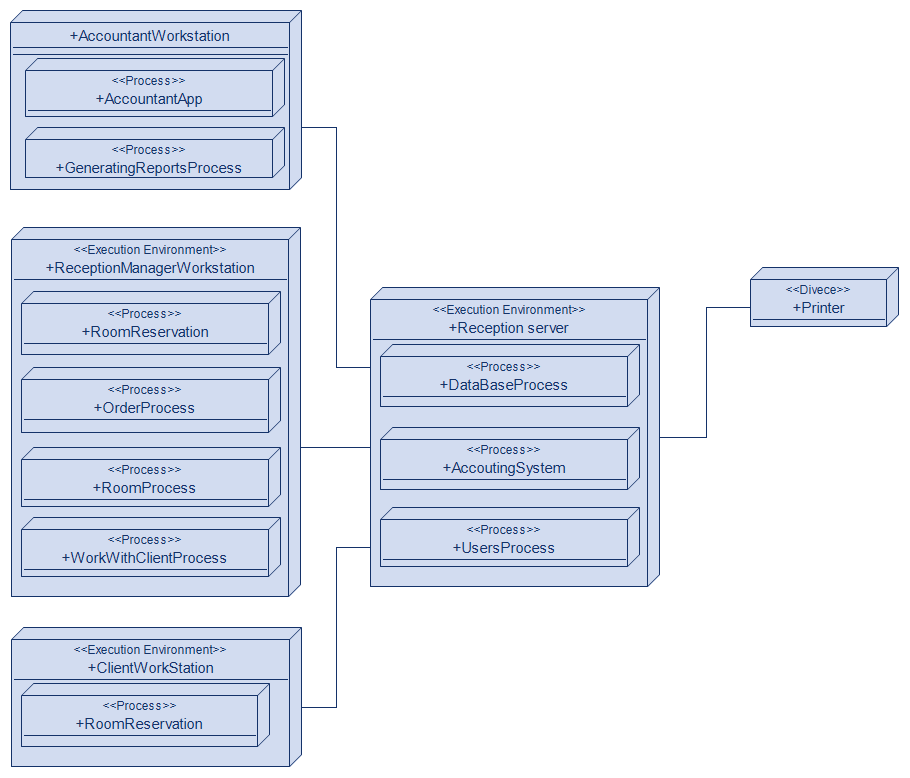 +AccountantWorkstation
<<Process>>
+AccountantApp
<<Process>>
+GeneratingReportsProcess
<<Execution Environment>>
+ReceptionManagerWorkstation
<<Process>>
+RoomReservation
<<Process>>
+OrderProcess
<<Process>>
+RoomProcess
<<Process>>
+WorkWithClientProcess
<<Execution Environment>>
+ClientWorkStation
<<Process>>
+RoomReservation
<<Execution Environment>>
+Reception server
<<Process>>
+DataBaseProcess
<<Process>>
+AccoutingSystem
<<Process>>
+UsersProcess
<<Divece>>
+Printer